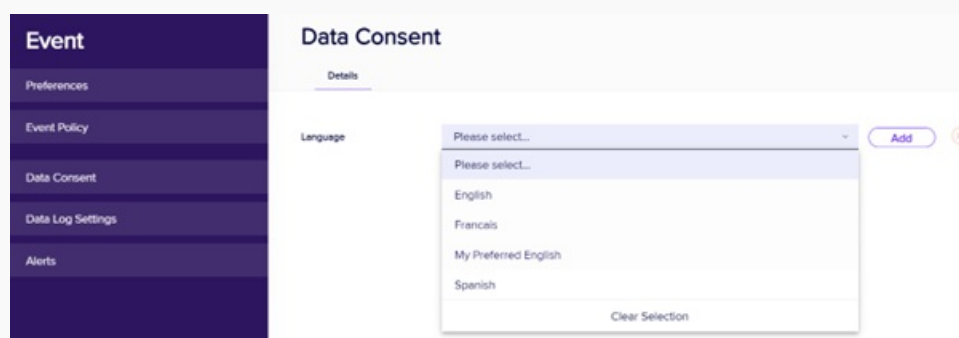 Event
Preferences
Event Policy
Data Consent
Data Log Settings
Alerts
Data Consent
Details
Language
Please select...
Add
Please select...
English
Francais
My Preferred English
Spanish
Clear Selection